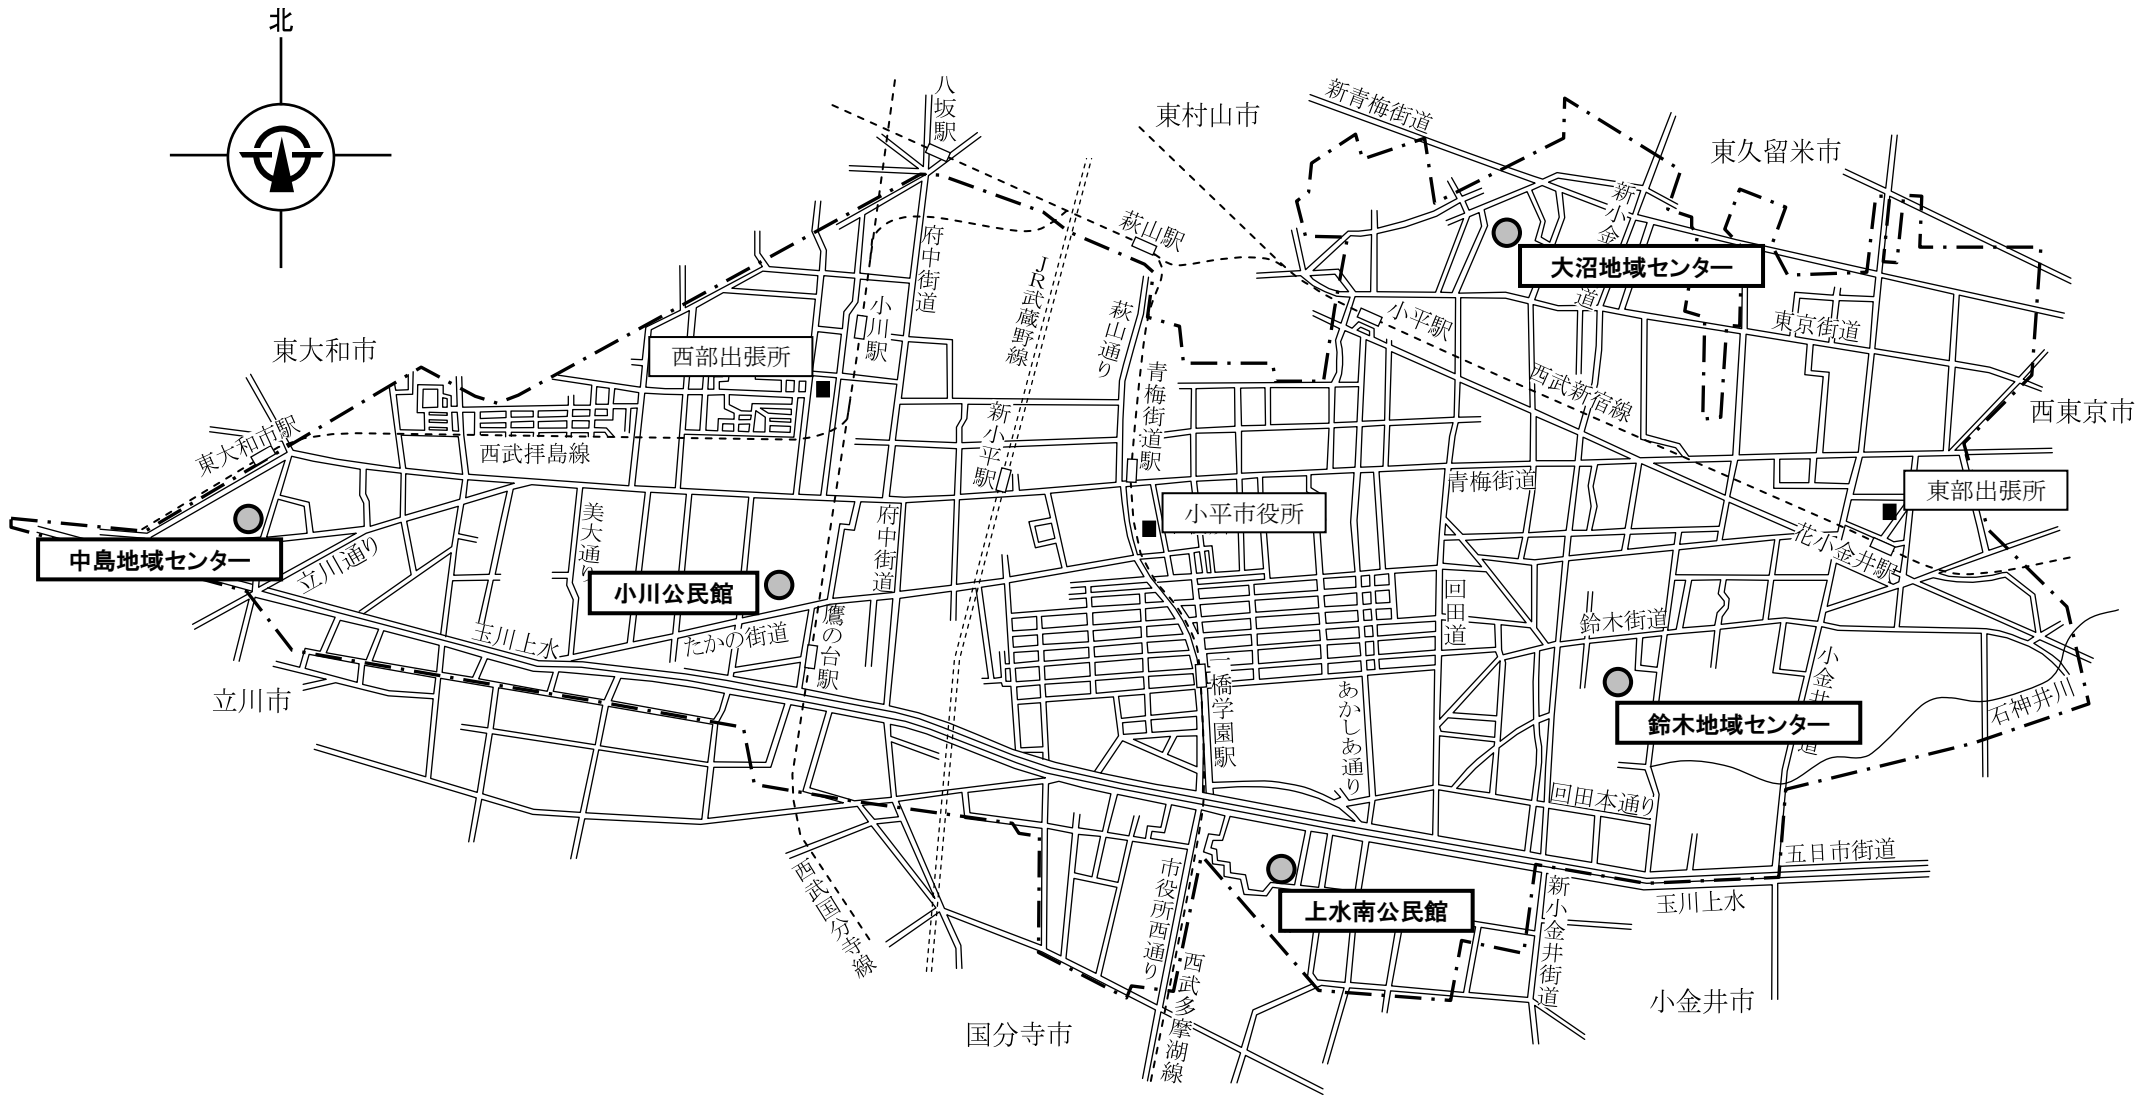 北
八坂駅
東村山市
新青梅街道
東久留米市
萩山駅
府中街道
新小金
道
大沼地域センター
JR武蔵野線
小川駅
萩山通り
小平駅
東京街道
東大和市
西部出張所
青梅街道駅
西武新宿線
西東京市
東大和市駅
西武拝島線
新小平駅
青梅街道
東部出張所
美大通り
府中街道
小平市役所
花小金井駅
中島地域センター
立川通り
小川公民館
回田道
鈴木街道
玉川上水
たかの街道
鷹の台駅
一橋学園駅
あかしあ通り
小金井
道
立川市
石神井川
鈴木地域センター
回田本通り
五日市街道
西武国分寺線
市役所西通り
上水南公民館
新小金井街道
玉川上水
西武多摩湖線
小金井市
国分寺市